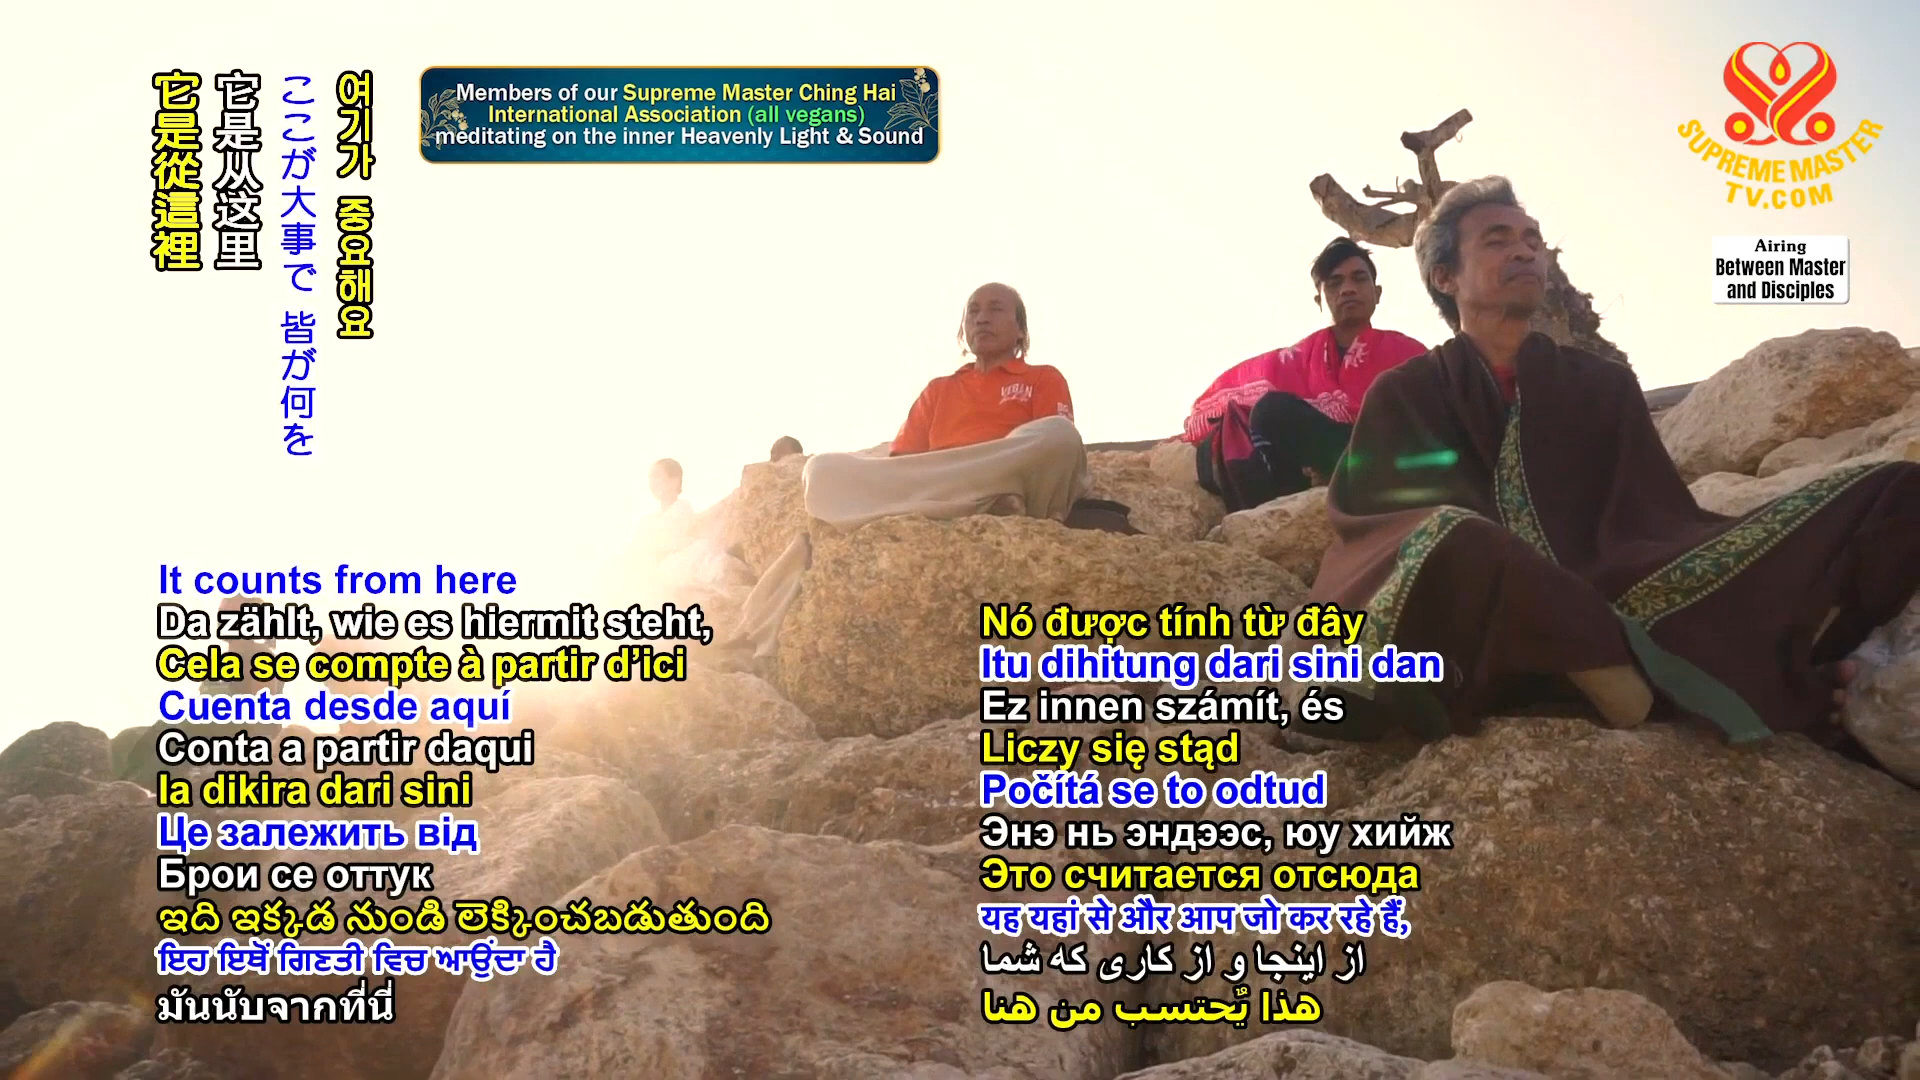 它是從這裡
它是从这里
ここが大事で 皆が何を
여기가 중요해요
Members of our Supreme Master Ching Hai
International Association (all vegans)
meditating on the inner Heavenly Light & Sound
SUPREME MASTER
TV.COM
Airing
Between Master
and Disciples
VEGAN
It counts from here
Da zählt, wie es hiermit steht,
Cela se compte à partir d’ici
Cuenta desde aquí
Conta a partir daqui
Ia dikira dari sini
Це залежить від
Брои се оттук
ఇది ఇక్కడ నుండి లెక్కించబడుతుంది
ਇਹ ਇਥੋਂ ਗਿਣਤੀ ਵਿਚ ਆਉਂਦਾ ਹੈ
มันนับจากที่นี่
Nó được tính từ đây
Itu dihitung dari sini dan
Ez innen számít, és
Liczy się stąd
Počítá se to odtud
Энэ нь эндээс, юу хийж
Это считается отсюда
यह यहां से और आप जो कर रहे हैं,
از اینجا و از کاری که شما
هذا يُحتسب من هنا